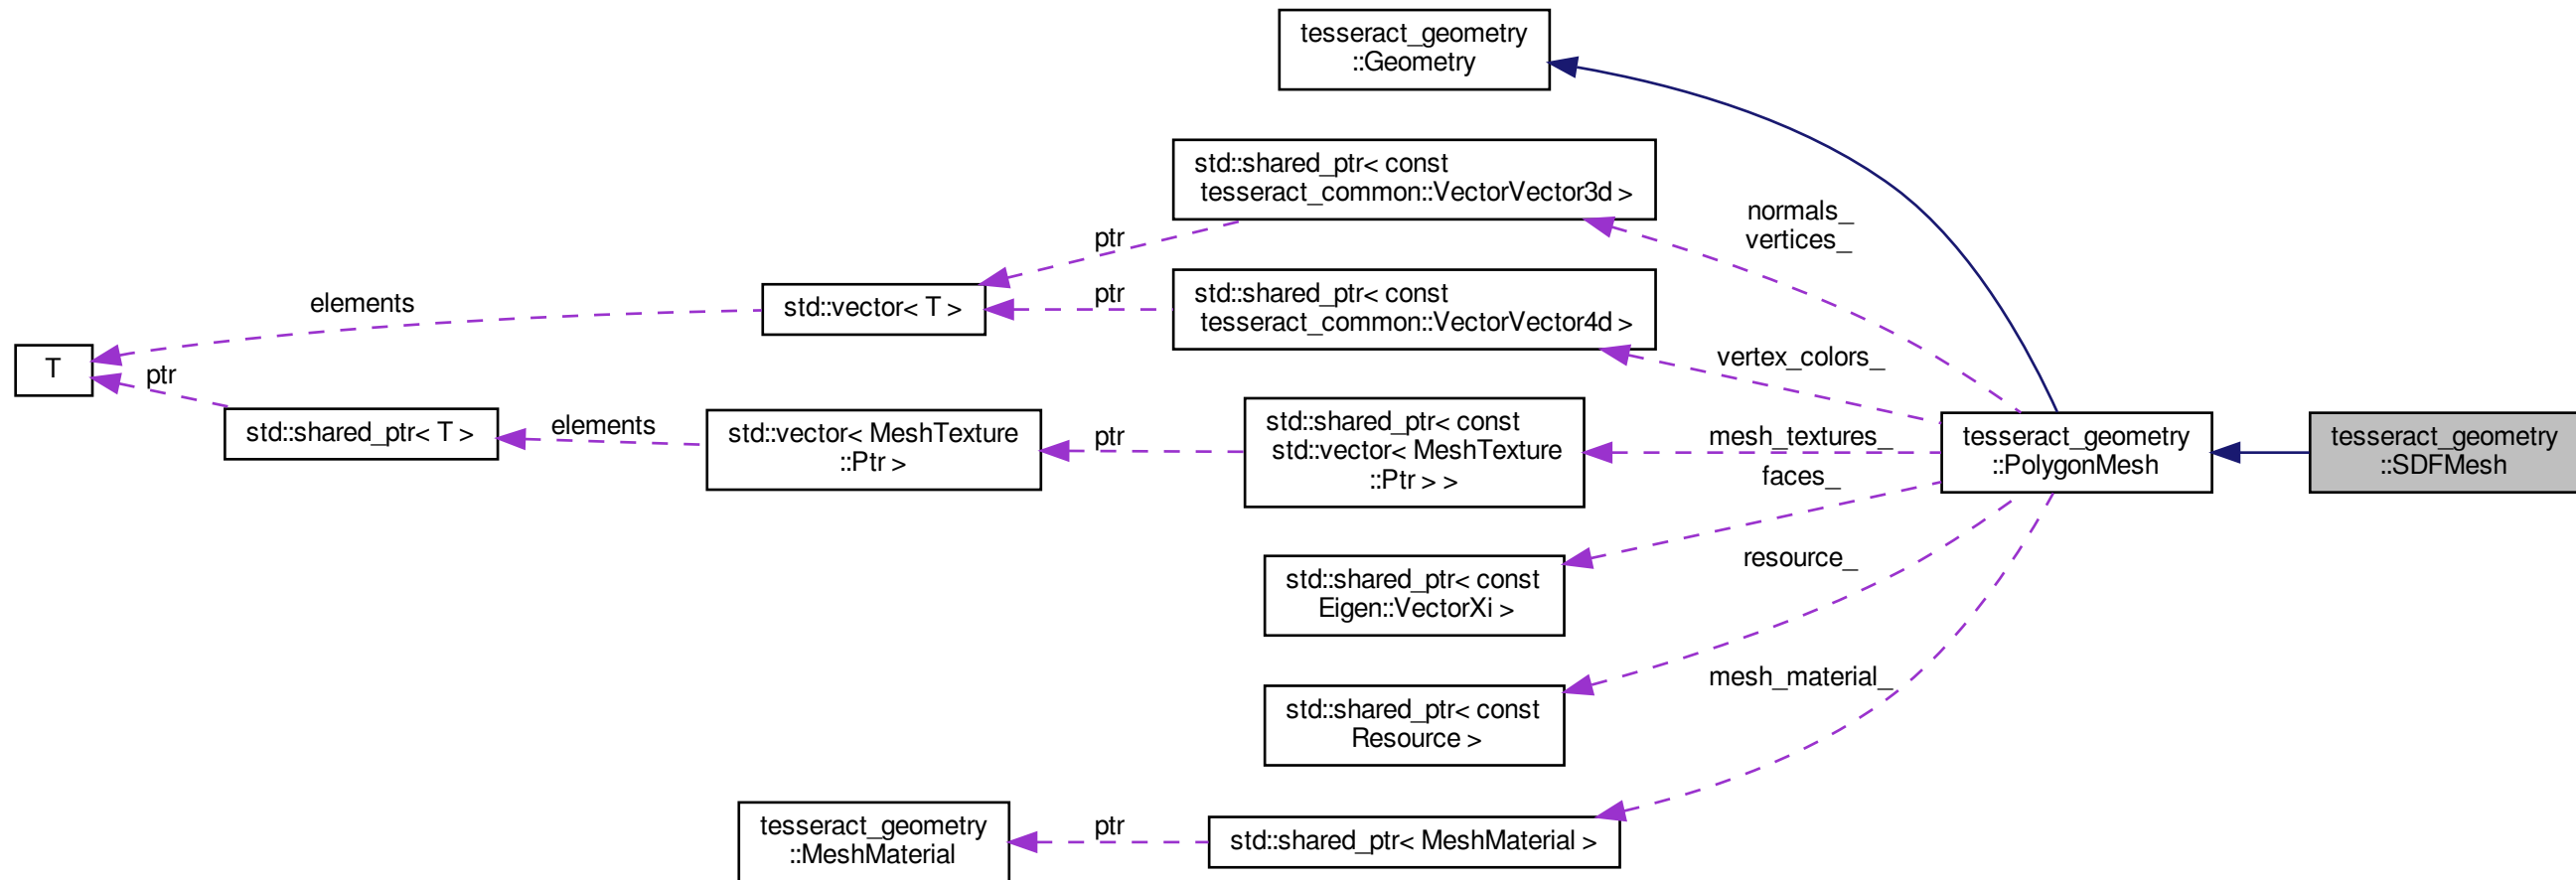 tesseract_geometry
::Geometry
std::shared_ptr< const
tesseract_common::VectorVector3d >
normals_
vertices_
ptr
std::shared_ptr< const
tesseract_common::VectorVector4d >
ptr
elements
std::vector< T >
vertex_colors_
T
ptr
std::shared_ptr< T >
elements
std::vector< MeshTexture
::Ptr >
ptr
std::shared_ptr< const
std::vector< MeshTexture
::Ptr > >
mesh_textures_
faces_
tesseract_geometry
::PolygonMesh
tesseract_geometry
::SDFMesh
std::shared_ptr< const
Eigen::VectorXi >
resource_
std::shared_ptr< const
Resource >
mesh_material_
tesseract_geometry
::MeshMaterial
ptr
std::shared_ptr< MeshMaterial >